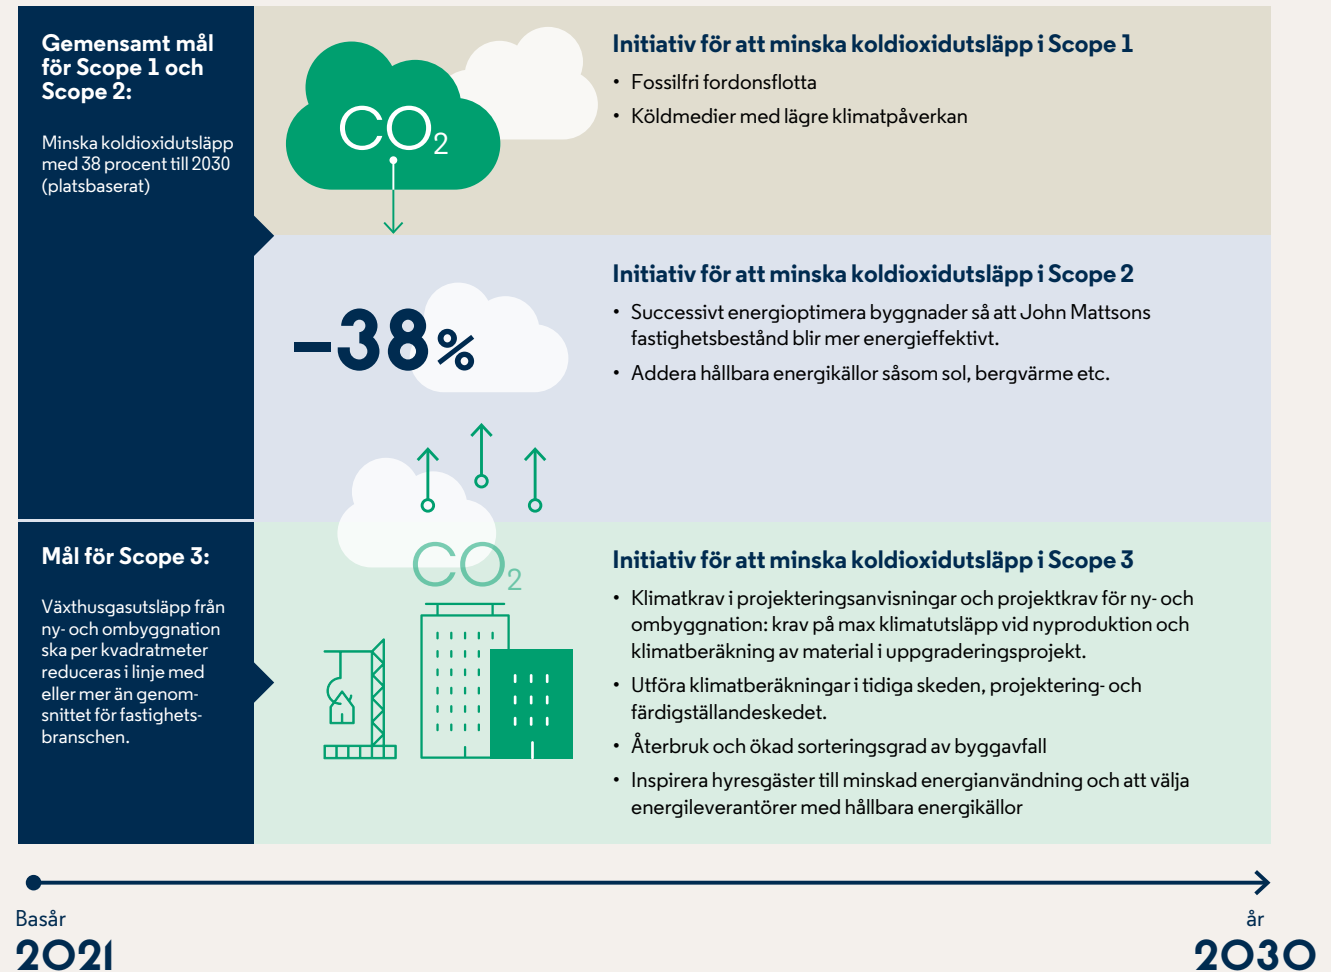 Gemensamt mål
för Scope 1 och
Scope 2:
Minska koldioxidutsläpp
med 38 procent till 2030
(platsbaserat)
CO2
Initiativ för att minska koldioxidutsläpp i Scope 1
• Fossilfri fordonsflotta
• Köldmedier med lägre klimatpåverkan
–38%
Initiativ för att minska koldioxidutsläpp i Scope 2
• Successivt energioptimera byggnader så att John Mattsons
fastighetsbestånd blir mer energieffektivt.
• Addera hållbara energikällor såsom sol, bergvärme etc.
Mål för Scope 3:
Växthusgasutsläpp från
ny- och ombyggnation
ska per kvadratmeter
reduceras i linje med
eller mer än genom-
snittet för fastighets-
branschen.
CO2
Initiativ för att minska koldioxidutsläpp i Scope 3
• Klimatkrav i projekteringsanvisningar och projektkrav för ny- och
ombyggnation: krav på max klimatutsläpp vid nyproduktion och
klimatberäkning av material i uppgraderingsprojekt.
• Utföra klimatberäkningar i tidiga skeden, projektering- och
färdigställandeskedet.
• Återbruk och ökad sorteringsgrad av byggavfall
• Inspirera hyresgäster till minskad energianvändning och att välja
energileverantörer med hållbara energikällor
Basår
2021
år
2030